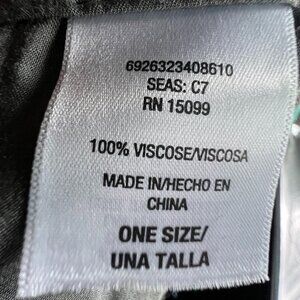 6926323408610
SEAS: C7
RN 15099
100% VISCOSE/VISCOSA
MADE IN/HECHO EN
CHINA
ONE SIZE/
UNA TALLA